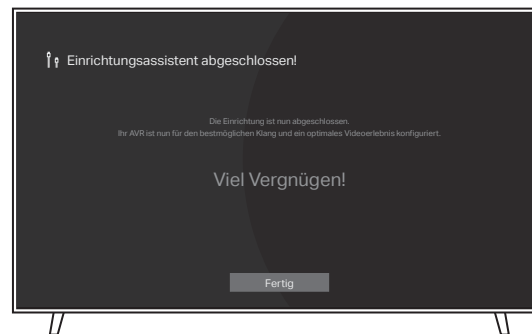 Einrichtungsassistent abgeschlossen!
Die Einrichtung ist nun abgeschlossen.
Ihr AVR ist nun für den bestmöglichen Klang und ein optimales Videoerlebnis konfiguriert.
Viel Vergnügen!
Fertig